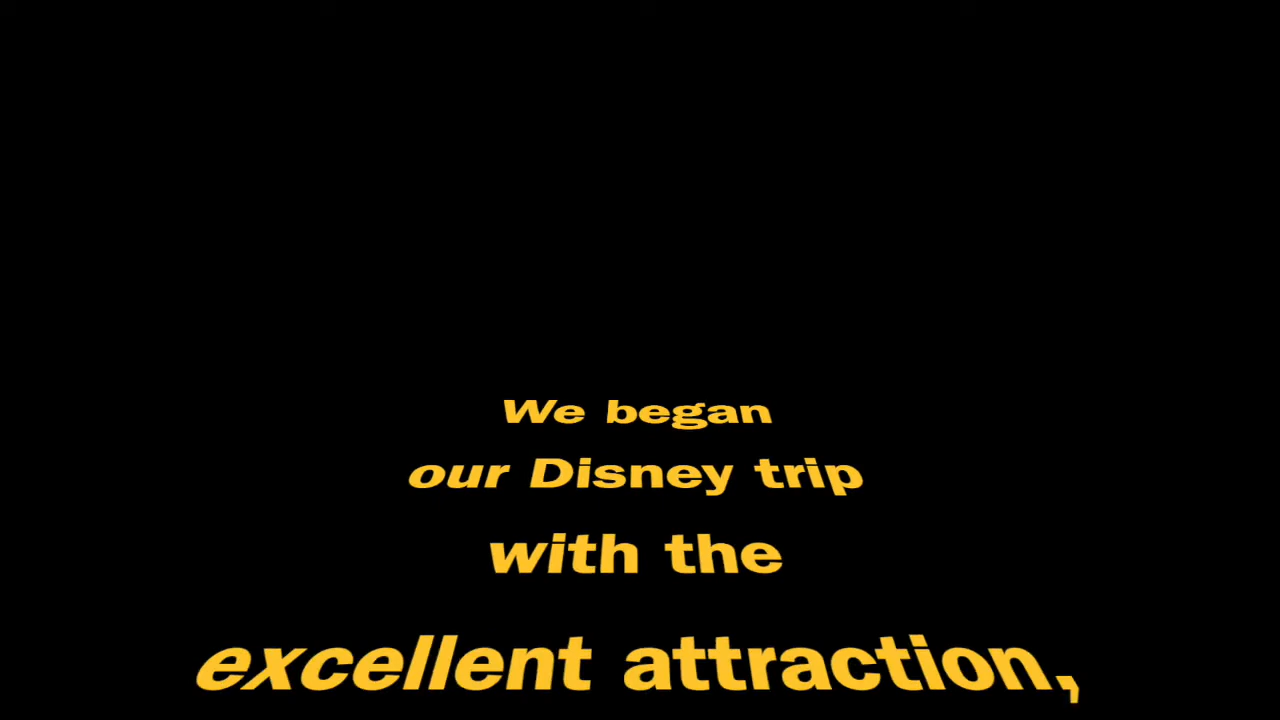 We began
our Disney trip
with the
excellent attraction,